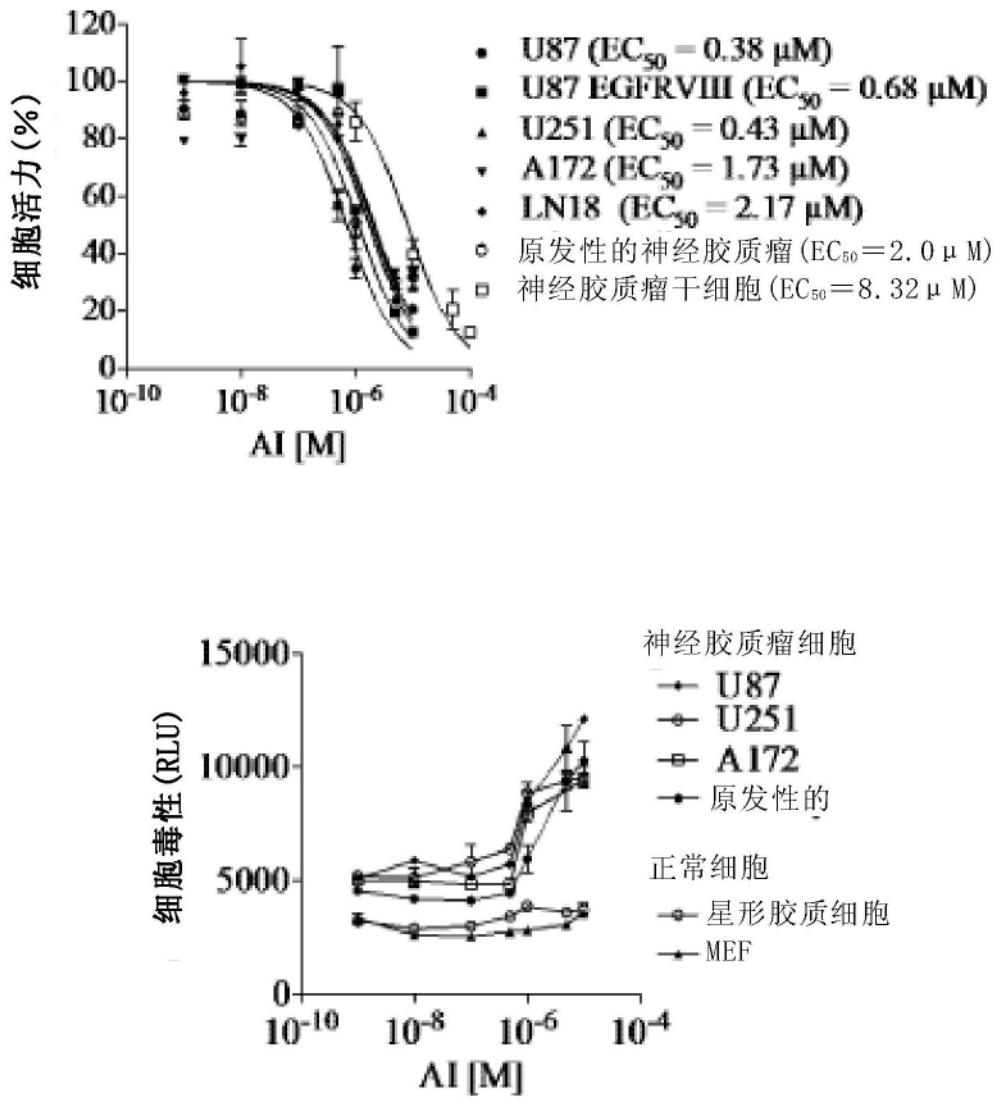 120
100
80
60
40
20
0
细胞活力(%)
10-10
10-8
10-6
10-4
AI [M]
U87 (EC50 = 0.38 μM)
U87 EGFRVIII (EC50 = 0.68 μM)
U251 (EC50 = 0.43 μM)
A172 (EC50 = 1.73 μM)
LN18 (EC50 = 2.17 μM)
原发性的神经胶质瘤(EC50=2.0μM)
神经胶质瘤干细胞(EC50=8.32μM)
15000
10000
5000
0
细胞毒性(RLU)
10-10
10-8
10-6
10-4
AI [M]
神经胶质瘤细胞
U87
U251
A172
原发性的
正常细胞
星形胶质细胞
MEF